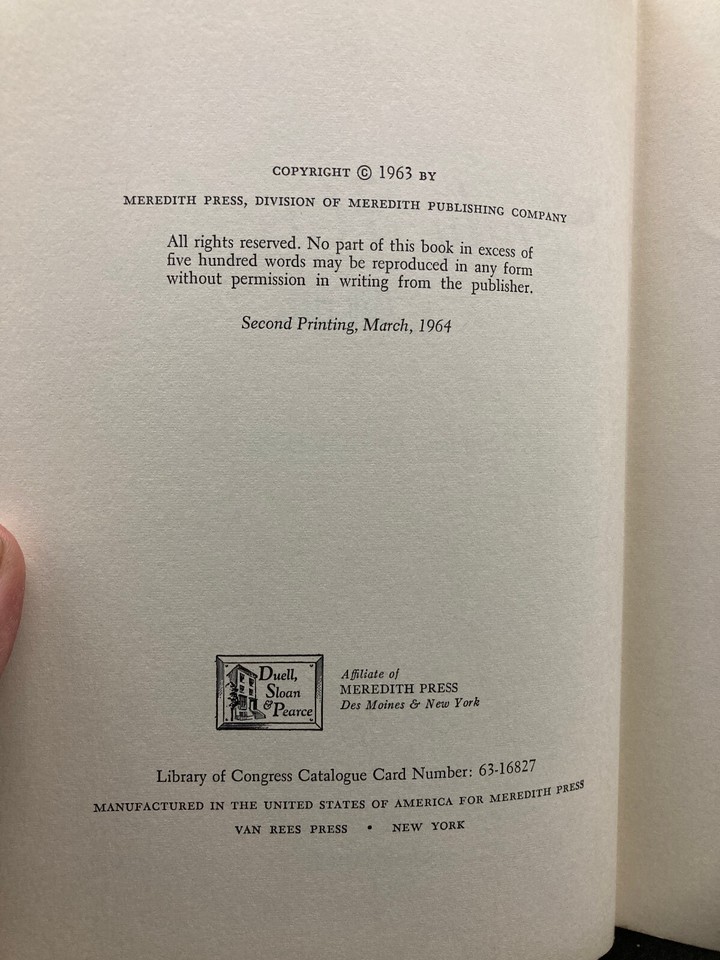 COPYRIGHT © 1963 BY
MEREDITH PRESS, DIVISION OF MEREDITH PUBLISHING COMPANY
All rights reserved. No part of this book in excess of
five hundred words may be reproduced in any form
without permission in writing from the publisher.
Second Printing, March, 1964
Duell,
Sloan
& Pearce
Affiliate of
MEREDITH PRESS
Des Moines & New York
Library of Congress Catalogue Card Number: 63-16827
MANUFACTURED IN THE UNITED STATES OF AMERICA FOR MEREDITH PRESS
VAN REES PRESS • NEW YORK